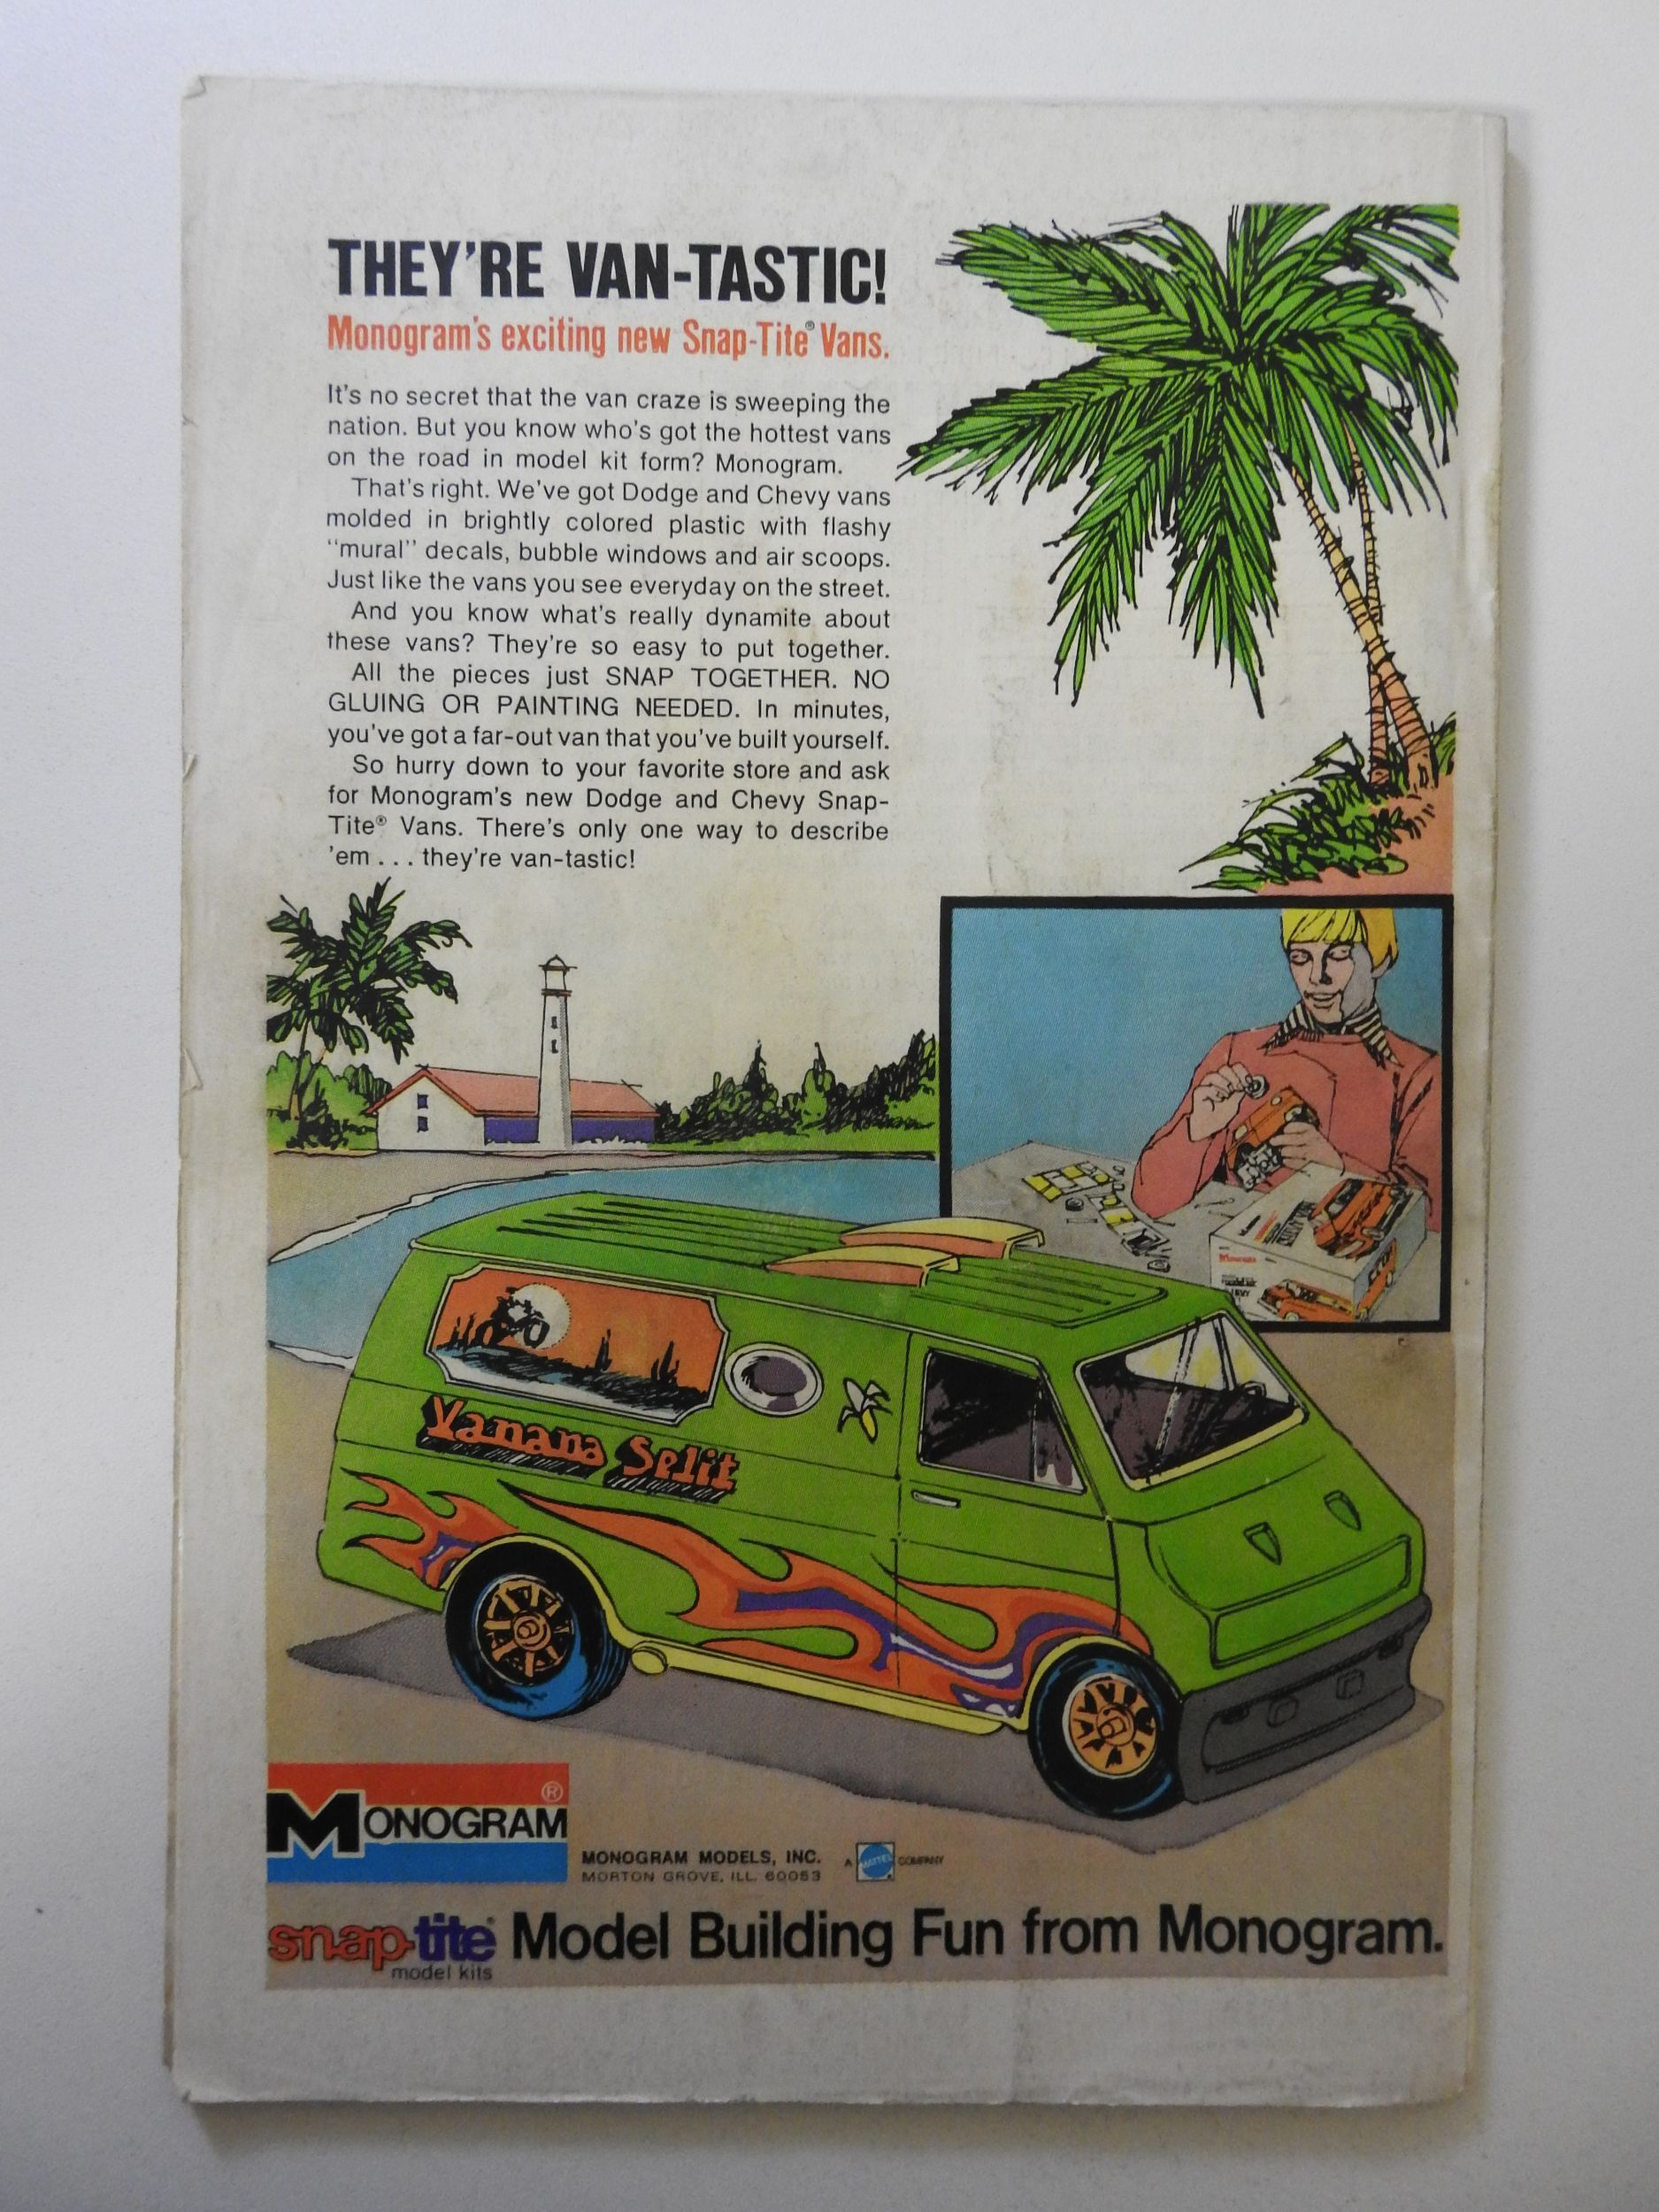 THEY'RE VAN-TASTIC!
Monogram's exciting new Snap-Tite® Vans.
It's no secret that the van craze is sweeping the
nation. But you know who's got the hottest vans
on the road in model kit form? Monogram.
That's right. We've got Dodge and Chevy vans
molded in brightly colored plastic with flashy
“mural” decals, bubble windows and air scoops.
Just like the vans you see everyday on the street.
And you know what's really dynamite about
these vans? They're so easy to put together.
All the pieces just SNAP TOGETHER. NO
GLUING OR PAINTING NEEDED. In minutes,
you've got a far-out van that you've built yourself.
So hurry down to your favorite store and ask
for Monogram's new Dodge and Chevy Snap-
Tite® Vans. There's only one way to describe
'em . . . they're van-tastic!
Vanana Split
MONOGRAM®
MONOGRAM MODELS, INC.
MORTON GROVE, ILL. 60053
A MATTEL COMPANY
snap-tite® Model Building Fun from Monogram.
model kits